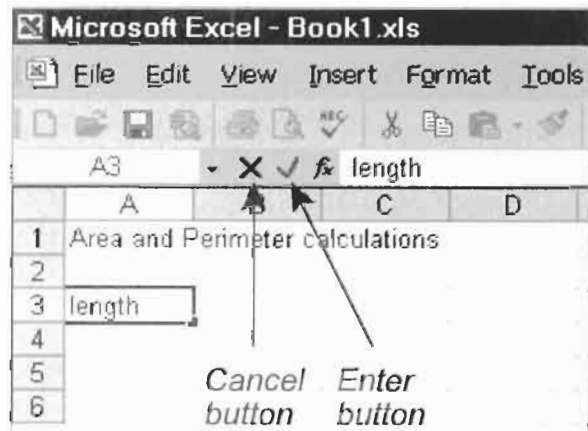 Microsoft Excel - Book1.xls
File Edit View Insert Format Tools
ABC
A3 fx length
A B C D
1 Area and Perimeter calculations
2
3 length
4
5
6
Cancel Enter
button button